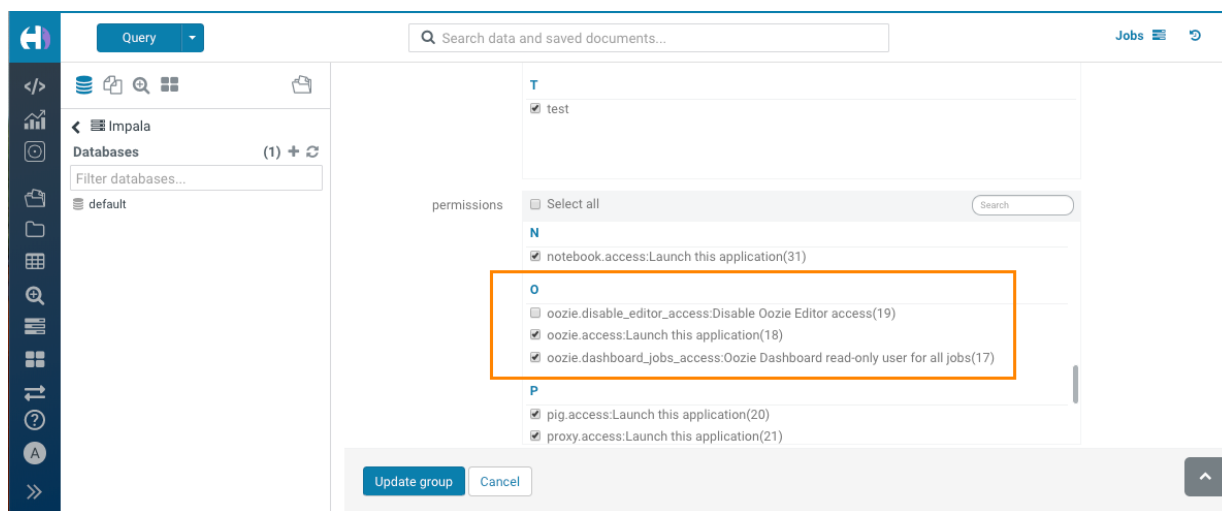 Query
Search data and saved documents...
Jobs
Impala
Databases (1)
Filter databases...
default
T
test
permissions
Select all
Search
N
notebook.access:Launch this application(31)
O
oozie.disable_editor_access:Disable Oozie Editor access(19)
oozie.access:Launch this application(18)
oozie.dashboard_jobs_access:Oozie Dashboard read-only user for all jobs(17)
P
pig.access:Launch this application(20)
proxy.access:Launch this application(21)
A
Update group
Cancel